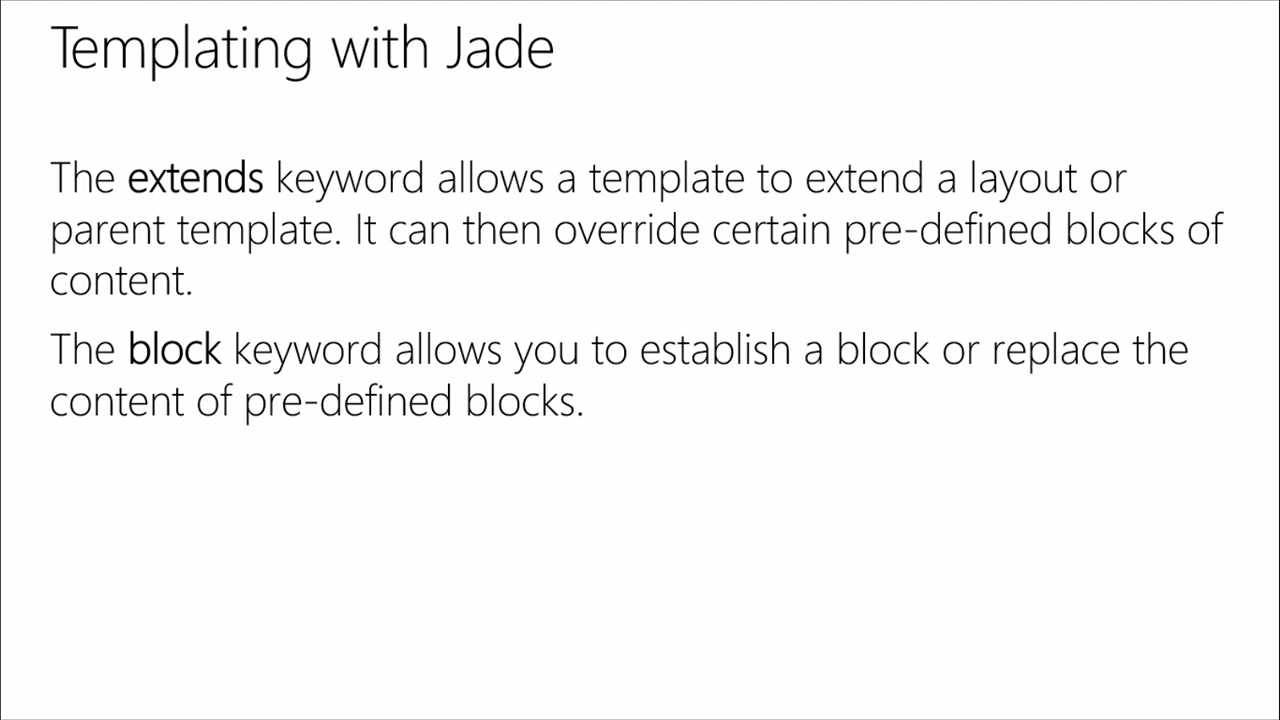 Templating with Jade
The extends keyword allows a template to extend a layout or
parent template. It can then override certain pre-defined blocks of
content.
The block keyword allows you to establish a block or replace the
content of pre-defined blocks.